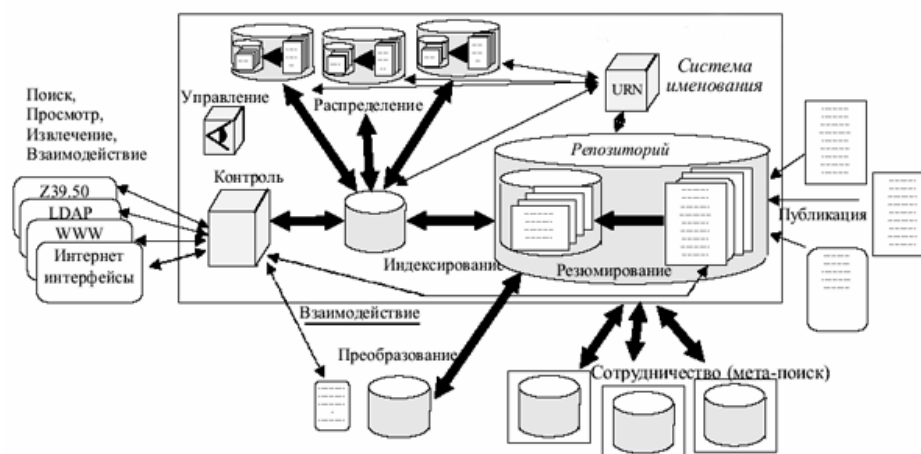 Поиск,
Просмотр,
Извлечение,
Взаимодействие
Управление
Распределение
URN
Система
именования
Репозиторий
Контроль
Z39.50
LDAP
WWW
Интернет
интерфейсы
Индексирование
Резюмирование
Публикация
Взаимодействие
Преобразование
Сотрудничество (мета-поиск)